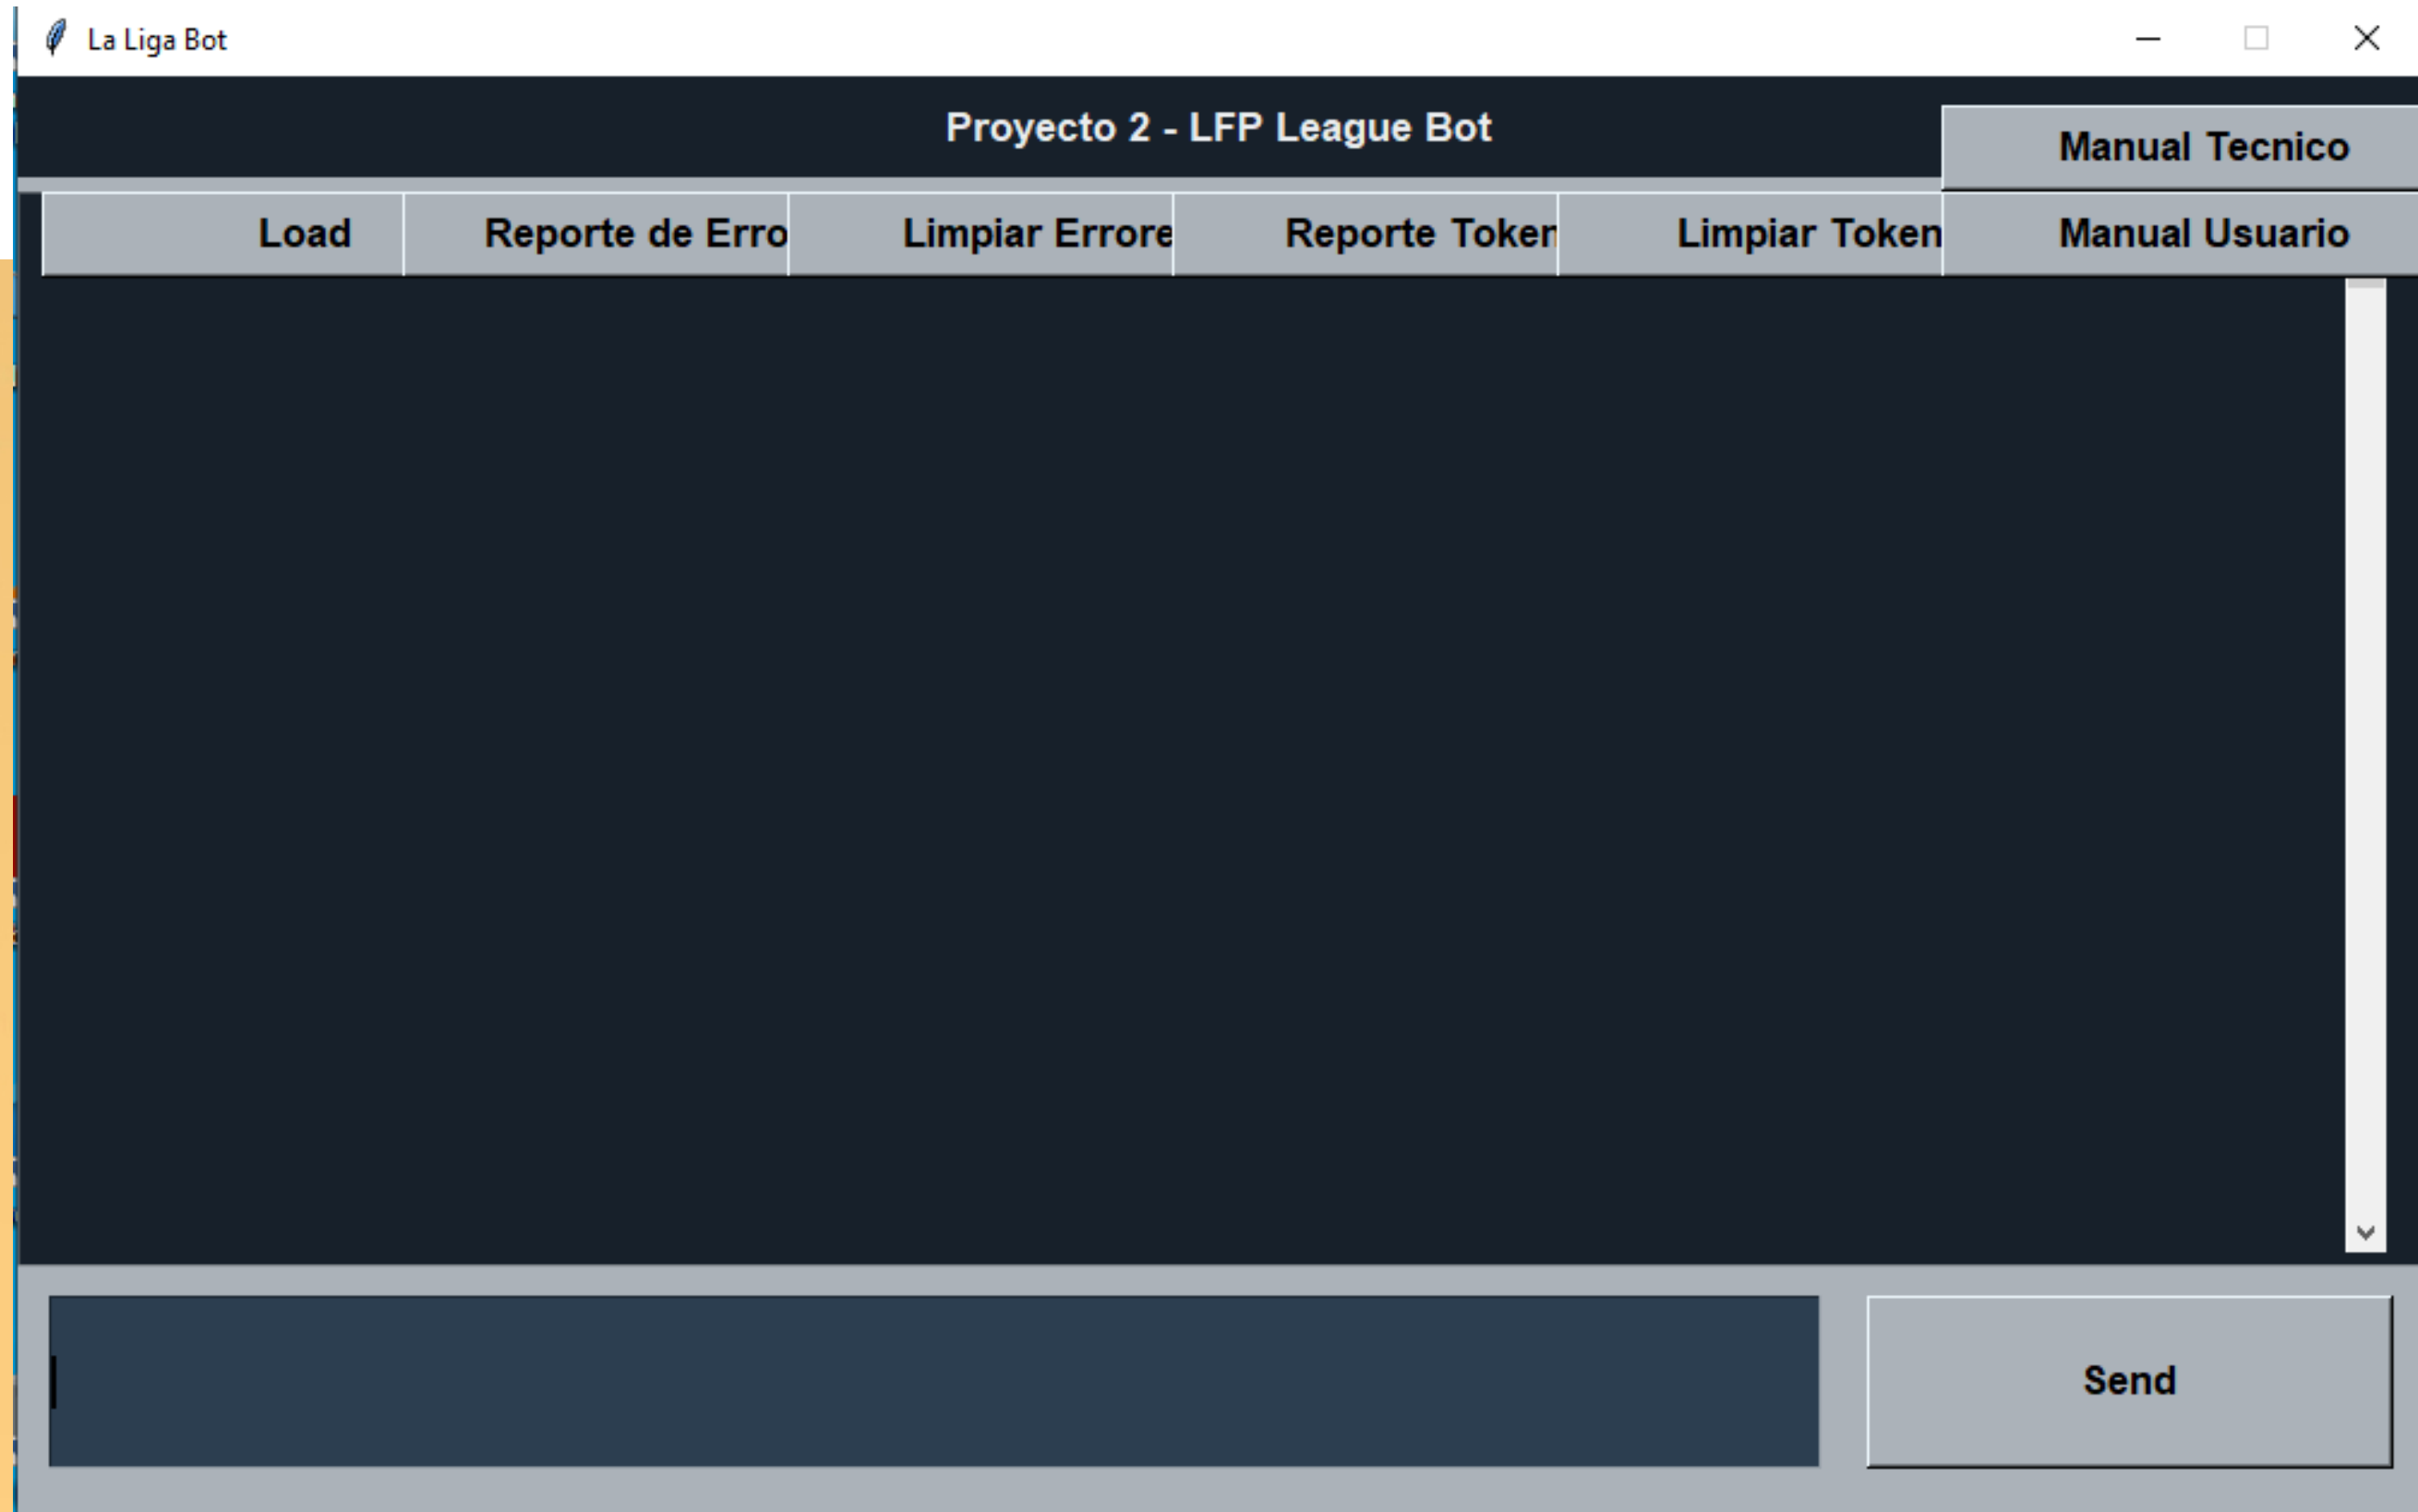 La Liga Bot
Proyecto 2 - LFP League Bot
Manual Tecnico
Load Reporte de Erro Limpiar Errore Reporte Token Limpiar Token Manual Usuario
Send